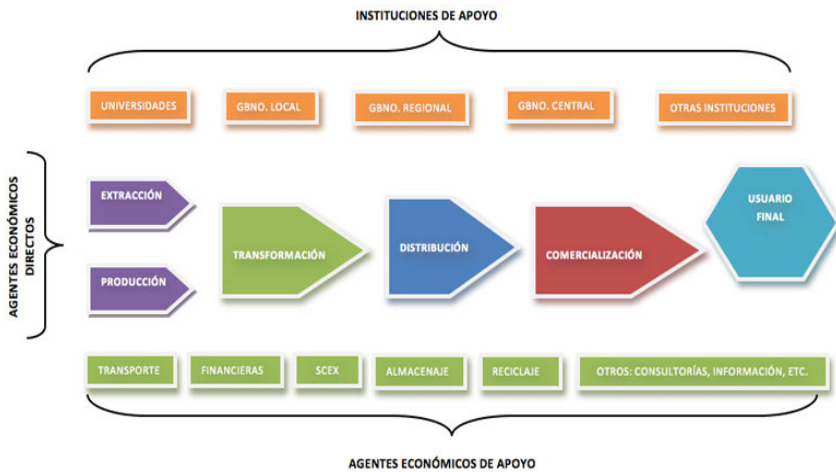 INSTITUCIONES DE APOYO
UNIVERSIDADES
GBNO. LOCAL
GBNO. REGIONAL
GBNO. CENTRAL
OTRAS INSTITUCIONES
AGENTES ECONÓMICOS
DIRECTOS
EXTRACCIÓN
PRODUCCIÓN
TRANSFORMACIÓN
DISTRIBUCIÓN
COMERCIALIZACIÓN
USUARIO
FINAL
TRANSPORTE
FINANCIERAS
SCEX
ALMACENAJE
RECICLAJE
OTROS: CONSULTORÍAS, INFORMACIÓN, ETC.
AGENTES ECONÓMICOS DE APOYO